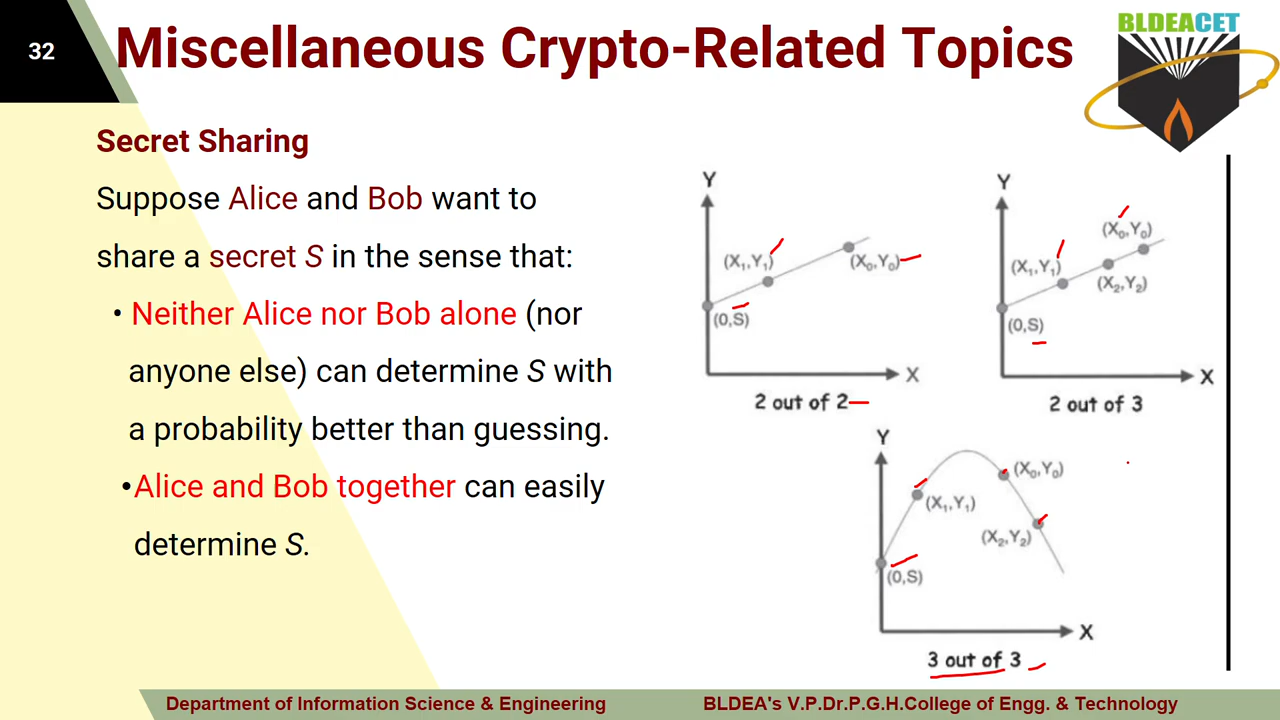 32
Miscellaneous Crypto-Related Topics
BLDEACET
Secret Sharing
Suppose Alice and Bob want to
share a secret S in the sense that:
• Neither Alice nor Bob alone (nor
anyone else) can determine S with
a probability better than guessing.
•Alice and Bob together can easily
determine S.
Y
(X₁,Y₁)
(X₀,Y₀)
(0,S)
X
2 out of 2
Y
(X₀,Y₀)
(X₁,Y₁)
(X₂,Y₂)
(0,S)
X
2 out of 3
Y
(X₀,Y₀)
(X₁,Y₁)
(X₂,Y₂)
(0,S)
X
3 out of 3
Department of Information Science & Engineering
BLDEA's V.P.Dr.P.G.H.College of Engg. & Technology